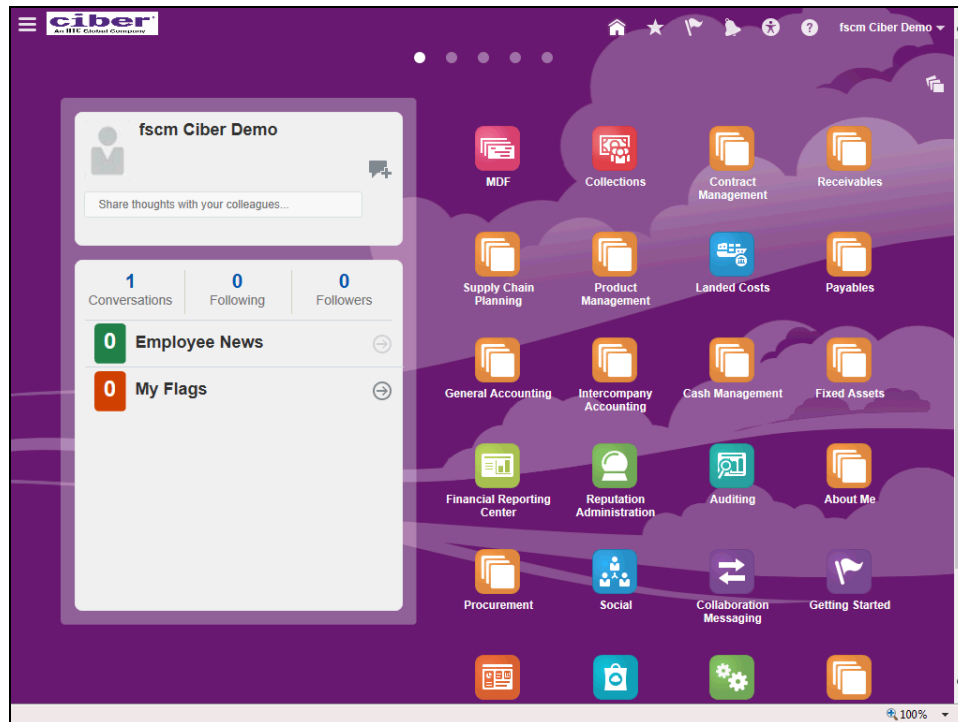 ciber
An HTC Global Company
fscm Ciber Demo
fscm Ciber Demo
Share thoughts with your colleagues...
1 0 0
Conversations Following Followers
0 Employee News
0 My Flags
MDF Collections Contract Management Receivables
Supply Chain Planning Product Management Landed Costs Payables
General Accounting Intercompany Accounting Cash Management Fixed Assets
Financial Reporting Center Reputation Administration Auditing About Me
Procurement Social Collaboration Messaging Getting Started
100%